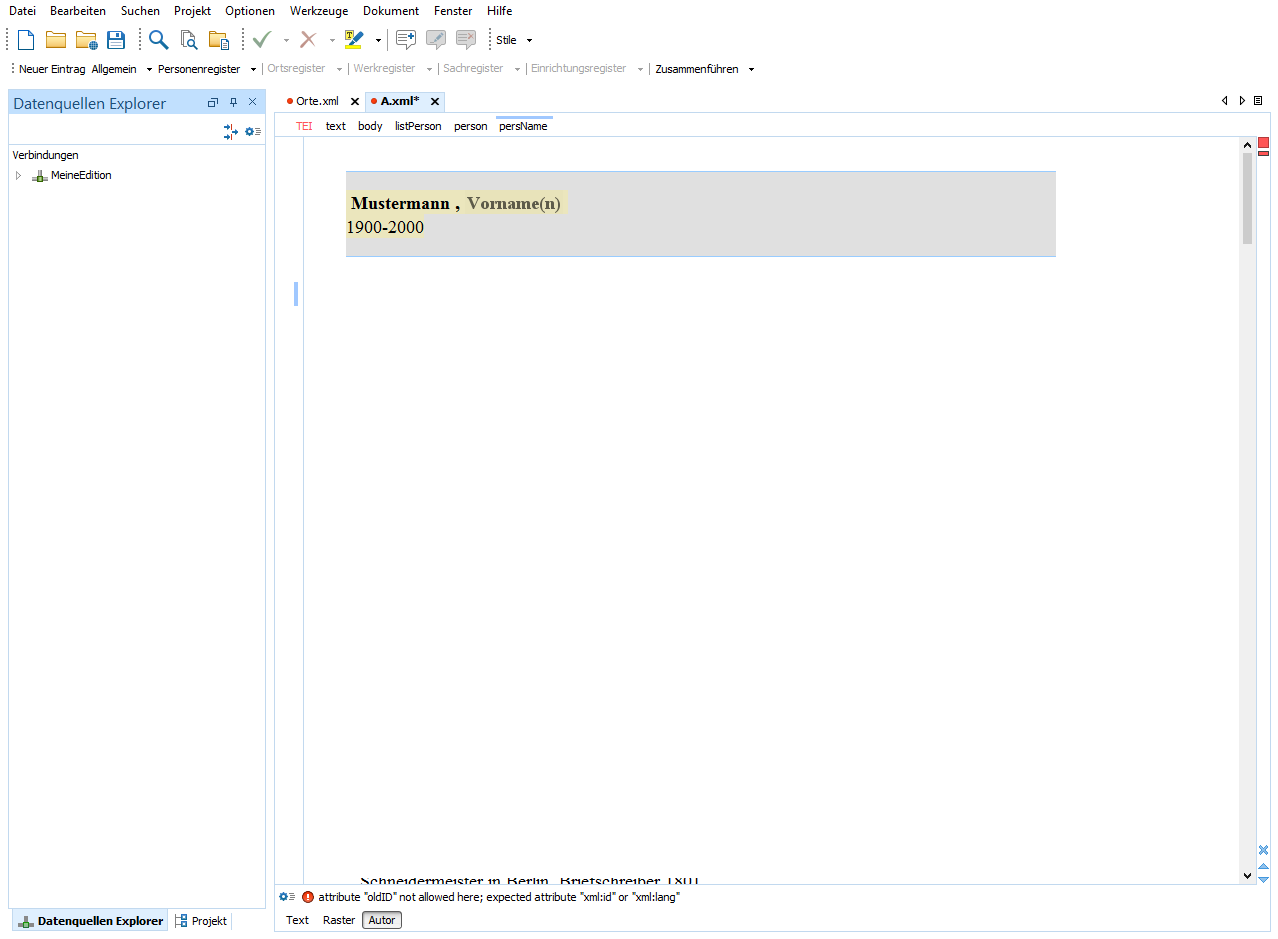 Datei Bearbeiten Suchen Projekt Optionen Werkzeuge Dokument Fenster Hilfe
Stile
Neuer Eintrag Allgemein Personenregister Ortsregister Werkregister Sachregister Einrichtungsregister Zusammenführen
Datenquellen Explorer
Orte.xml A.xml*
TEI text body listPerson person persName
Verbindungen
MeineEdition
Mustermann , Vorname(n)
1900-2000
Schneidermeister in Berlin, Briefschreiber 1801
attribute "oldID" not allowed here; expected attribute "xml:id" or "xml:lang"
Text Raster Autor
Datenquellen Explorer Projekt